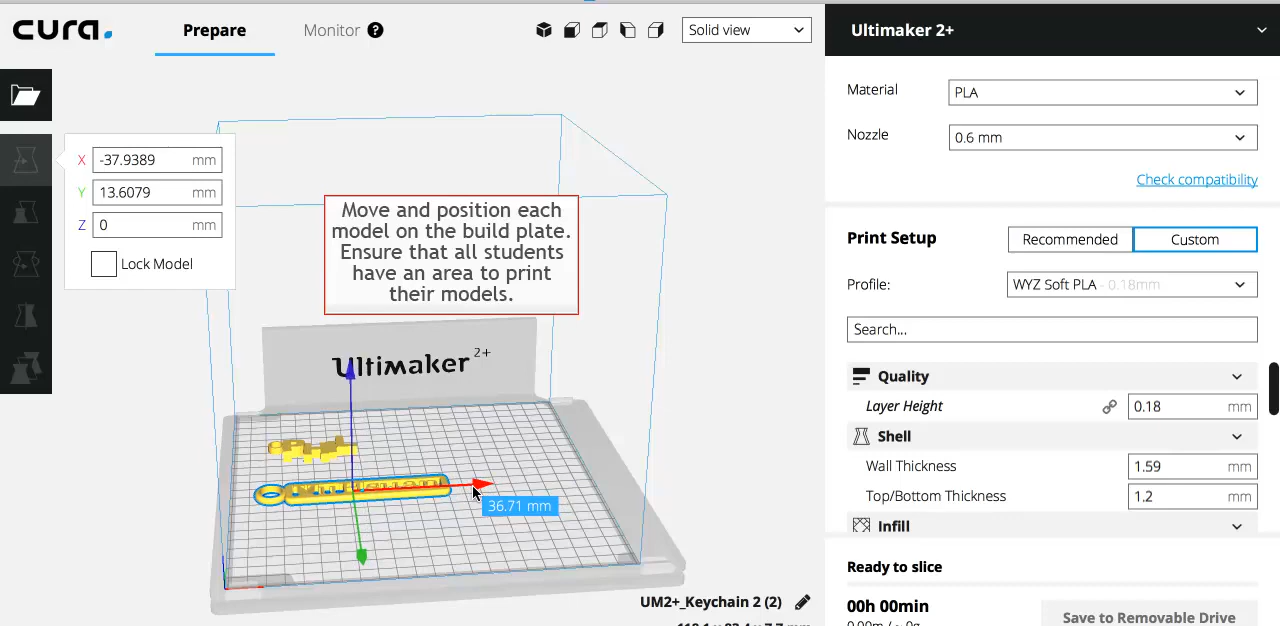 cura.
Prepare
Monitor ?
Solid view
Ultimaker 2+
Material
PLA
Nozzle
0.6 mm
Check compatibility
Print Setup
Recommended
Custom
Profile:
WYZ Soft PLA - 0.18mm
Search...
Quality
Layer Height
0.18 mm
Shell
Wall Thickness
1.59 mm
Top/Bottom Thickness
1.2 mm
Infill
Ready to slice
00h 00min
Save to Removable Drive
X -37.9389 mm
Y 13.6079 mm
Z 0 mm
Lock Model
Move and position each
model on the build plate.
Ensure that all students
have an area to print
their models.
Ultimaker 2+
36.71 mm
UM2+_Keychain 2 (2)